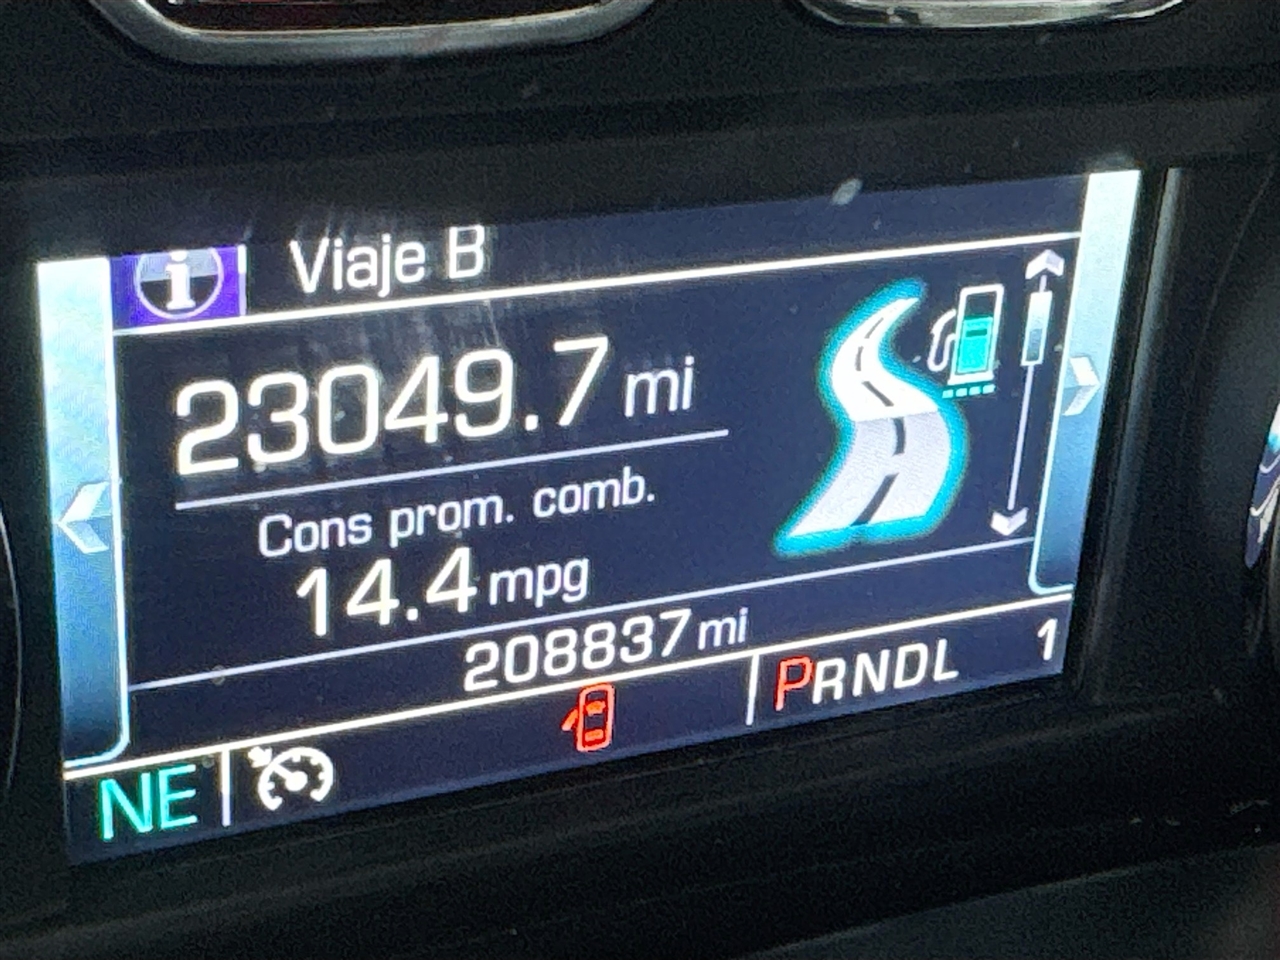 i Viaje B
23049.7 mi
Cons prom. comb.
14.4 mpg
208837 mi
PRNDL 1
NE